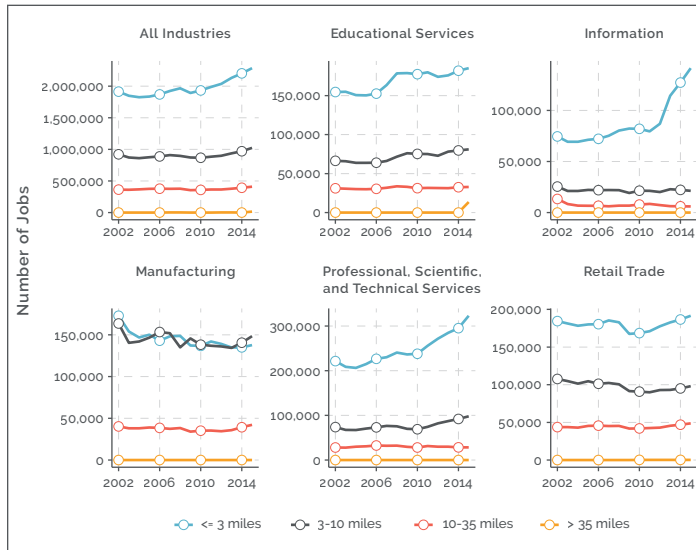 Number of Jobs
All Industries
2,000,000
1,500,000
1,000,000
500,000
0
2002 2006 2010 2014
Educational Services
150,000
100,000
50,000
0
2002 2006 2010 2014
Information
100,000
50,000
0
2002 2006 2010 2014
Manufacturing
150,000
100,000
50,000
0
2002 2006 2010 2014
Professional, Scientific,
and Technical Services
300,000
200,000
100,000
0
2002 2006 2010 2014
Retail Trade
200,000
150,000
100,000
50,000
0
2002 2006 2010 2014
<= 3 miles 3-10 miles 10-35 miles > 35 miles